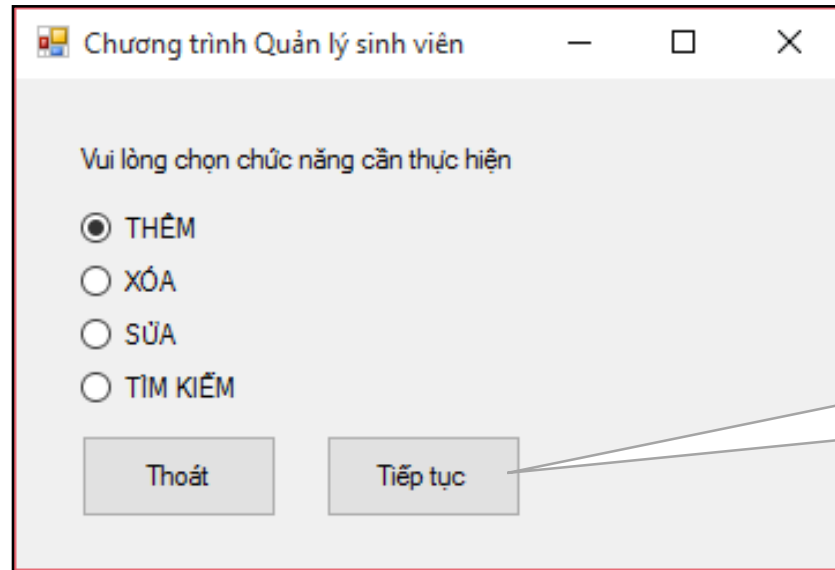 Chương trình Quản lý sinh viên
Vui lòng chọn chức năng cần thực hiện
THÊM
XÓA
SỬA
TÌM KIẾM
Thoát Tiếp tục